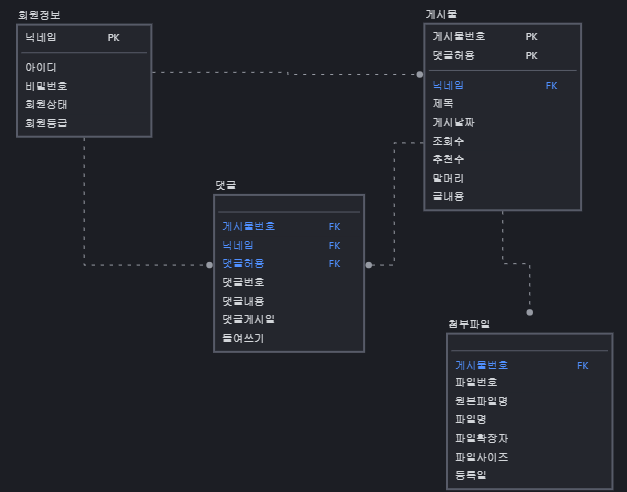 회원정보
닉네임 PK
아이디
비밀번호
회원상태
회원등급
게시물
게시물번호 PK
댓글허용 PK
닉네임 FK
제목
게시날짜
조회수
추천수
말머리
글내용
댓글
게시물번호 FK
닉네임 FK
댓글허용 FK
댓글번호
댓글내용
댓글게시일
들여쓰기
첨부파일
게시물번호 FK
파일번호
원본파일명
파일명
파일확장자
파일사이즈
등록일